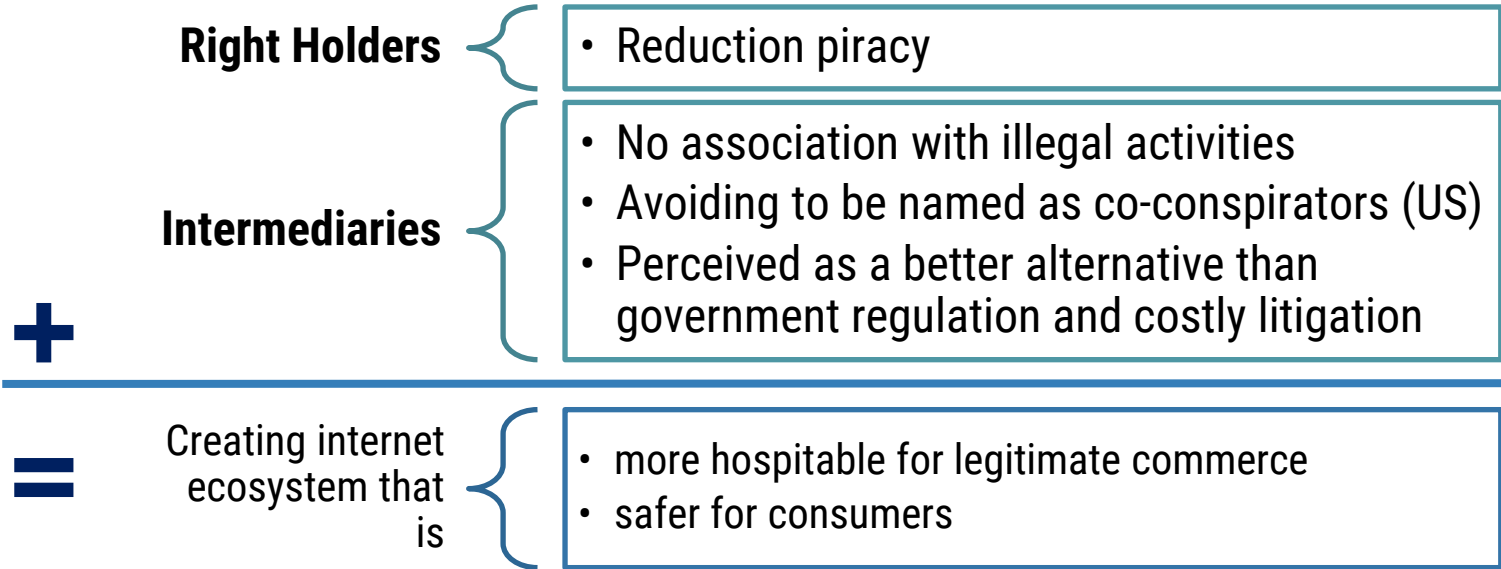 Right Holders
• Reduction piracy
Intermediaries
• No association with illegal activities
• Avoiding to be named as co-conspirators (US)
• Perceived as a better alternative than
government regulation and costly litigation
+
=
Creating internet
ecosystem that
is
• more hospitable for legitimate commerce
• safer for consumers